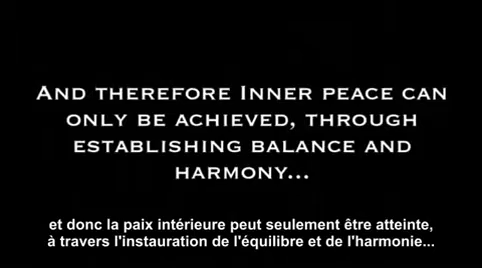 And therefore Inner peace can
only be achieved, through
establishing balance and
harmony...
et donc la paix intérieure peut seulement être atteinte,
à travers l'instauration de l'équilibre et de l'harmonie...